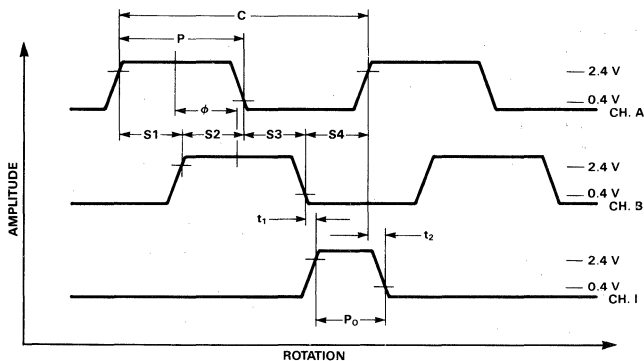 C
P
2.4 V
0.4 V
CH. A
ϕ
S1 S2 S3 S4
2.4 V
0.4 V
CH. B
t1
t2
2.4 V
0.4 V
CH. I
P0
AMPLITUDE
ROTATION